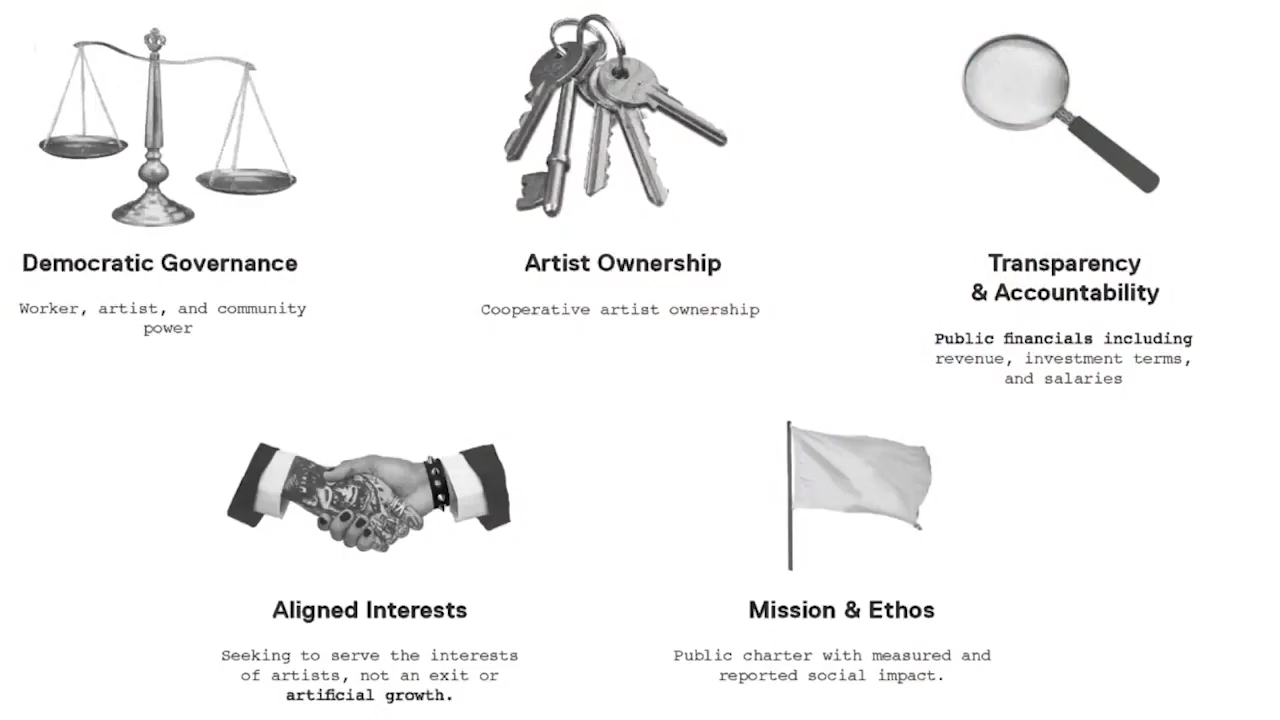 Democratic Governance
Worker, artist, and community
power
Artist Ownership
Cooperative artist ownership
Transparency
& Accountability
Public financials including
revenue, investment terms,
and salaries
Aligned Interests
Seeking to serve the interests
of artists, not an exit or
artificial growth.
Mission & Ethos
Public charter with measured and
reported social impact.